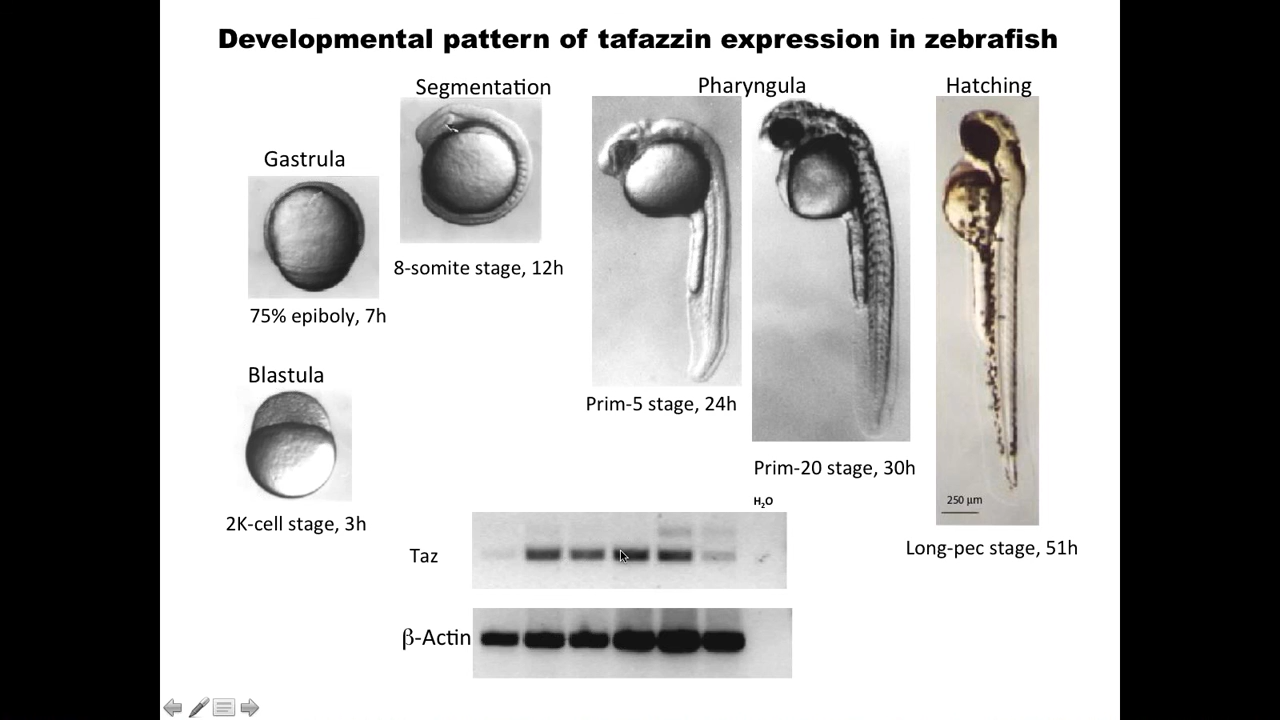 Developmental pattern of tafazzin expression in zebrafish
Segmentation
Pharyngula
Hatching
Gastrula
8-somite stage, 12h
75% epiboly, 7h
Blastula
Prim-5 stage, 24h
Prim-20 stage, 30h
H₂O
250 µm
2K-cell stage, 3h
Long-pec stage, 51h
Taz
β-Actin